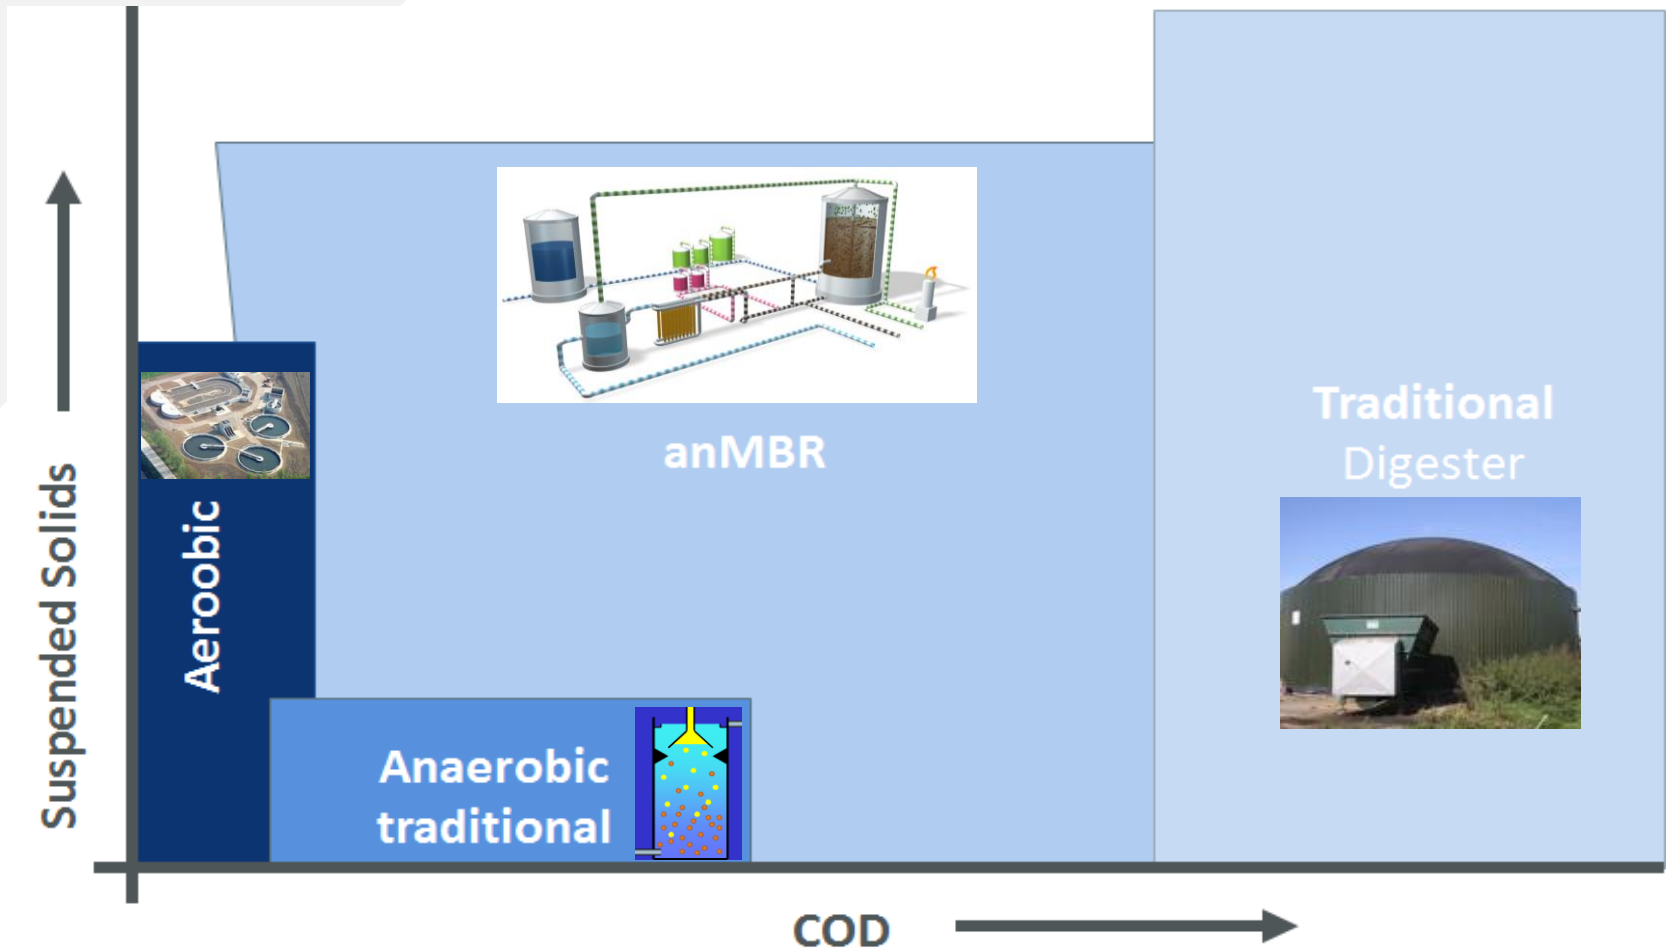 Suspended Solids
Aeroobic
anMBR
Traditional
Digester
Anaerobic
traditional
COD